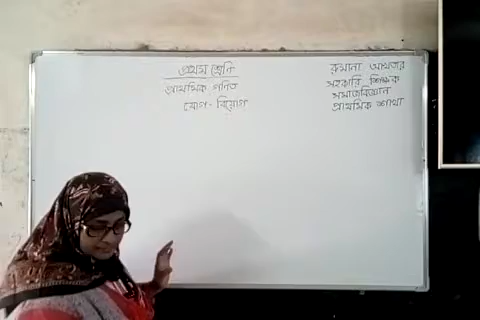 প্রথম শ্রেণি
প্রাথমিক গণিত
যোগ - বিয়োগ
রুমানা আখতার
সহকারি শিক্ষক
সমাজবিজ্ঞান
প্রাথমিক শাখা